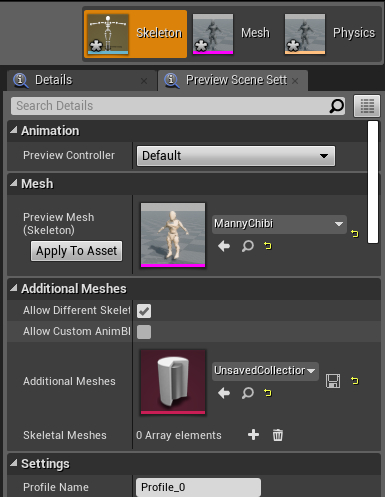 Skeleton Mesh Physics
Details Preview Scene Sett
Search Details
Animation
Preview Controller Default
Mesh
Preview Mesh
(Skeleton)
MannyChibi
Apply To Asset
Additional Meshes
Allow Different Skelet
Allow Custom AnimBl
Additional Meshes UnsavedCollection
Skeletal Meshes 0 Array elements
Settings
Profile Name Profile_0